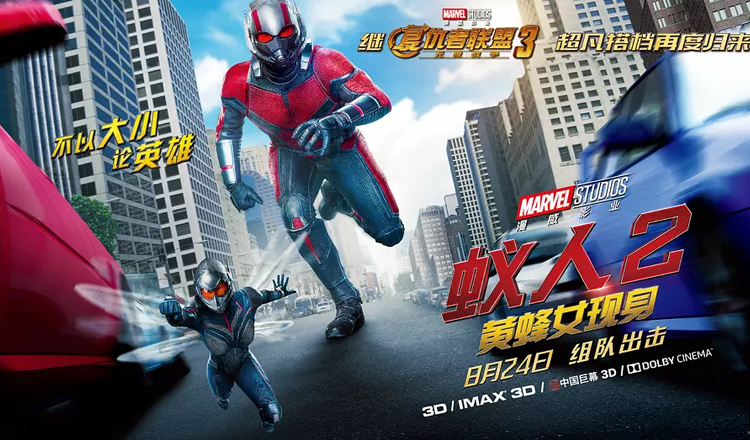 MARVEL STUDIOS
继 复仇者联盟3 超凡搭档再度归来
不以大小
论英雄
MARVEL STUDIOS
漫威影业
蚁人2
黄蜂女现身
8月24日 组队出击
3D / IMAX 3D / 中国巨幕 3D / DOLBY CINEMA